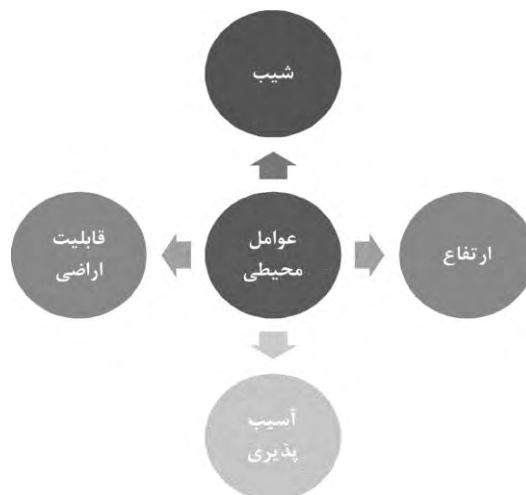 شیب
عوامل
محیطی
ارتفاع
قابلیت
اراضی
آسیب
پذیری